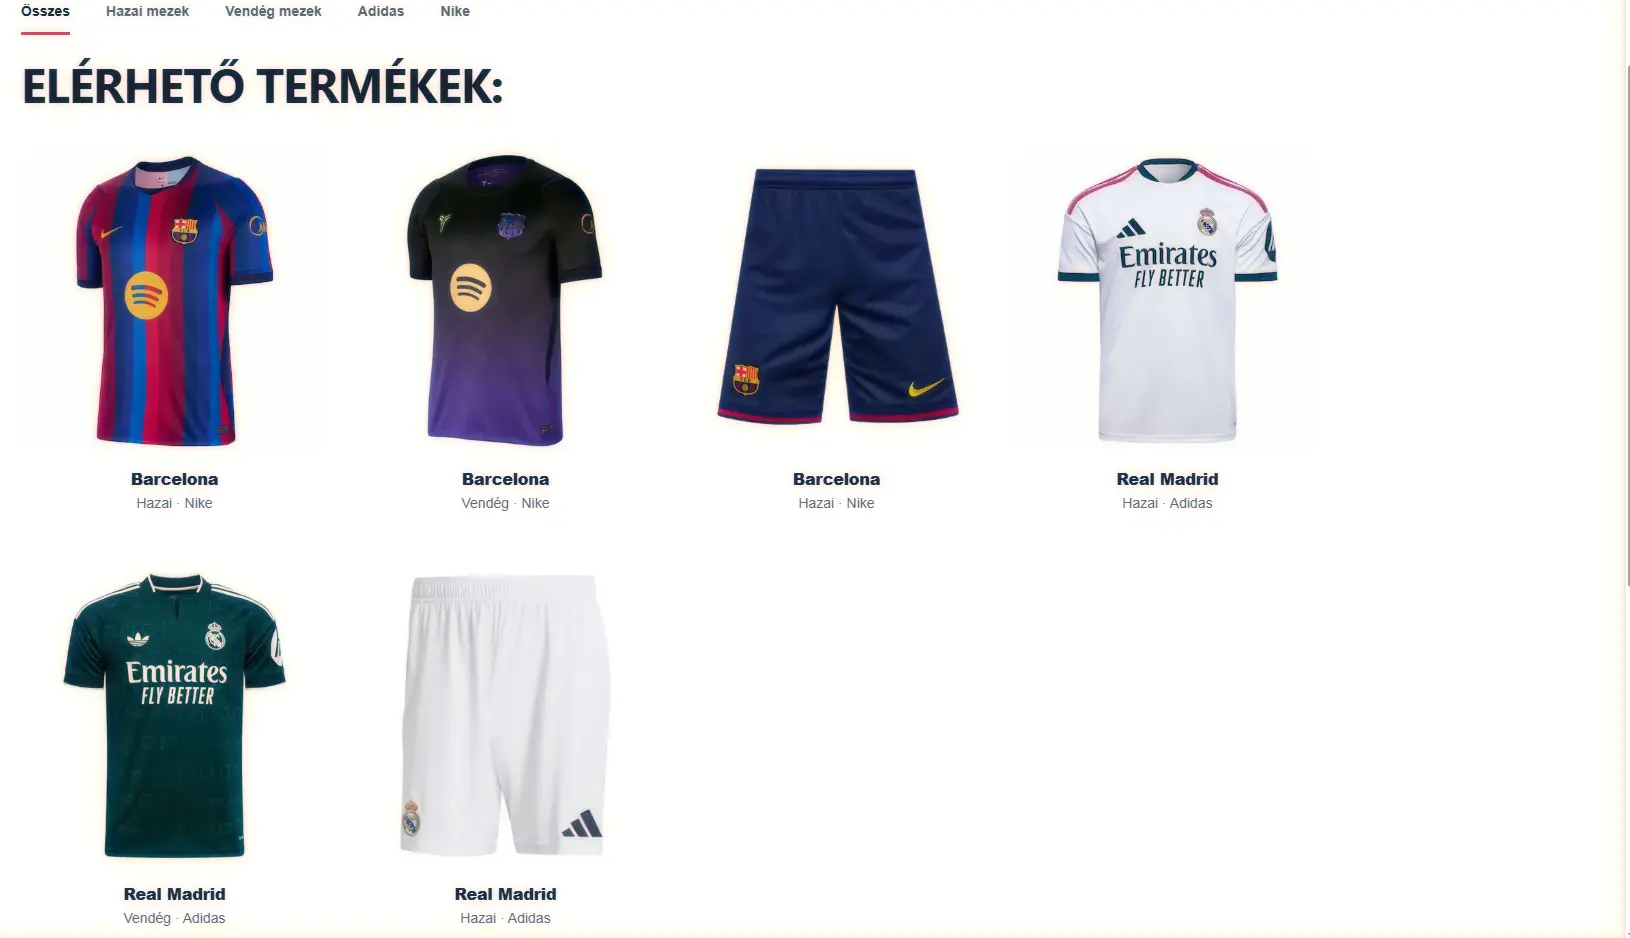 Összes Hazai mezek Vendég mezek Adidas Nike
ELÉRHETŐ TERMÉKEK:
Emirates
FLY BETTER
Barcelona
Hazai · Nike
Barcelona
Vendég · Nike
Barcelona
Hazai · Nike
Real Madrid
Hazai · Adidas
Emirates
FLY BETTER
Real Madrid
Vendég · Adidas
Real Madrid
Hazai · Adidas